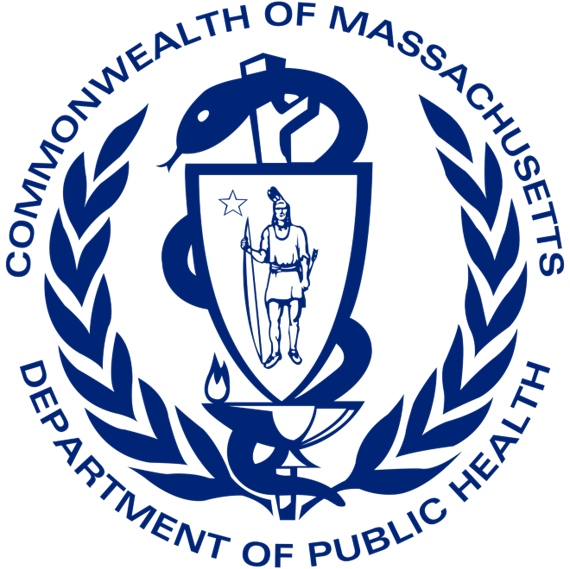 COMMONWEALTH OF MASSACHUSETTS
DEPARTMENT OF PUBLIC HEALTH